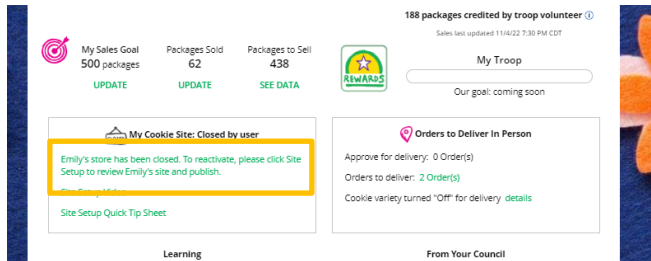 188 packages credited by troop volunteer
Sales last updated 11/4/22 7:30 PM CDT
My Sales Goal
500 packages
UPDATE
Packages Sold
62
UPDATE
Packages to Sell
438
SEE DATA
REWARDS
My Troop
Our goal: coming soon
My Cookie Site: Closed by user
Emily's store has been closed. To reactivate, please click Site
Setup to review Emily's site and publish.
Site Setup Video
Site Setup Quick Tip Sheet
Orders to Deliver In Person
Approve for delivery: 0 Order(s)
Orders to deliver: 2 Order(s)
Cookie variety turned "Off" for delivery details
Learning
From Your Council